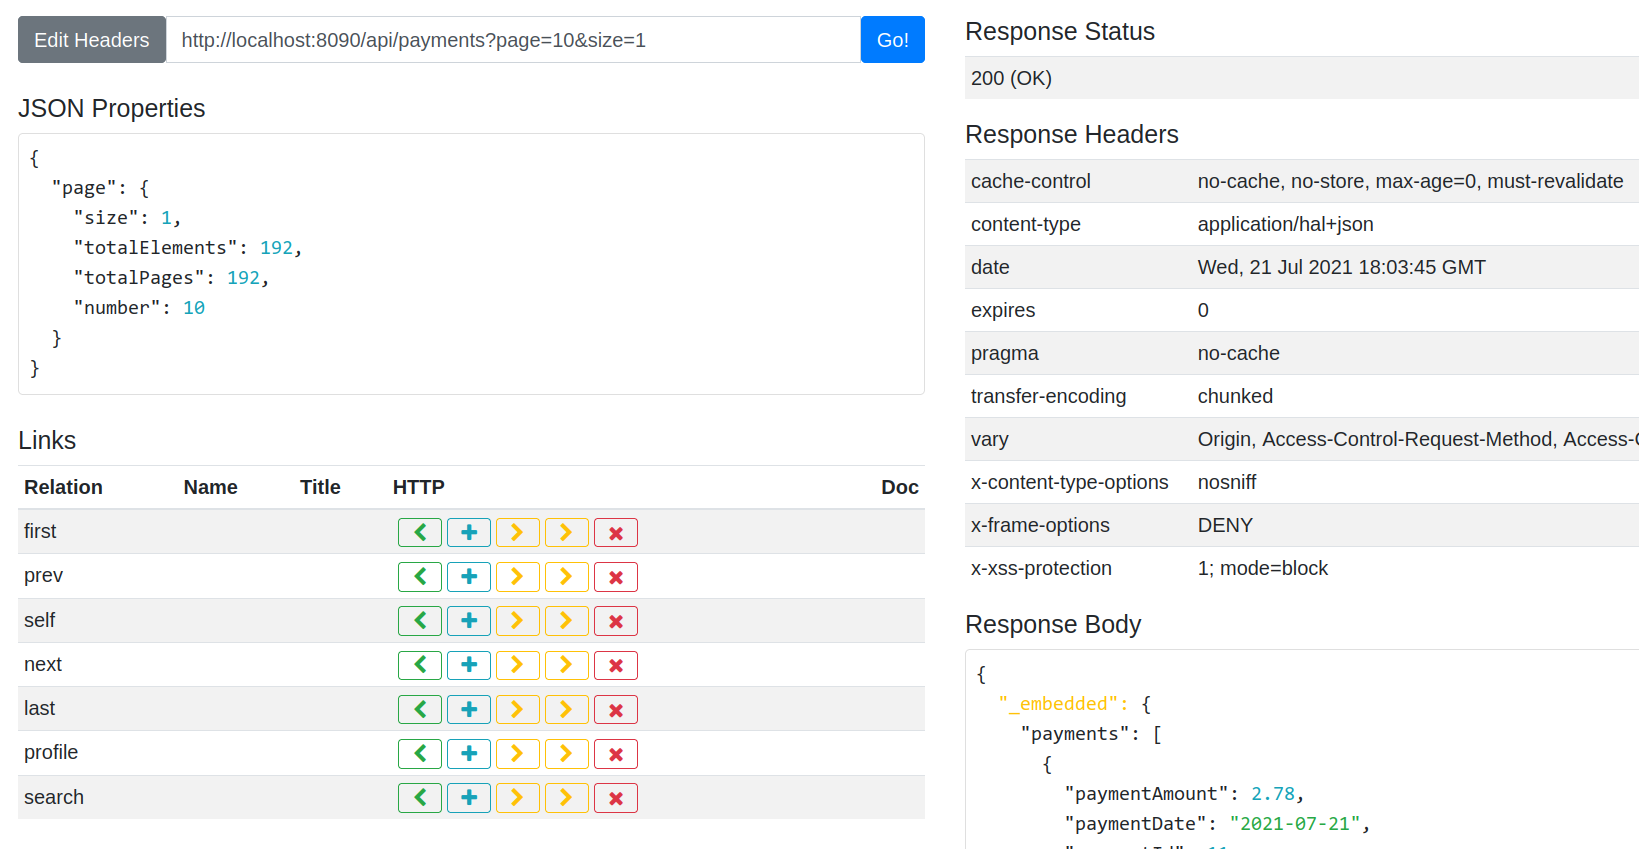 Edit Headers http://localhost:8090/api/payments?page=10&size=1 Go!
JSON Properties
{
  "page": {
    "size": 1,
    "totalElements": 192,
    "totalPages": 192,
    "number": 10
  }
}
Links
Relation Name Title HTTP Doc
first
prev
self
next
last
profile
search
Response Status
200 (OK)
Response Headers
cache-control no-cache, no-store, max-age=0, must-revalidate
content-type application/hal+json
date Wed, 21 Jul 2021 18:03:45 GMT
expires 0
pragma no-cache
transfer-encoding chunked
vary Origin, Access-Control-Request-Method,
x-content-type-options nosniff
x-frame-options DENY
x-xss-protection 1; mode=block
Response Body
{
  "_embedded": {
    "payments": [
      {
        "paymentAmount": 2.78,
        "paymentDate": "2021-07-21",